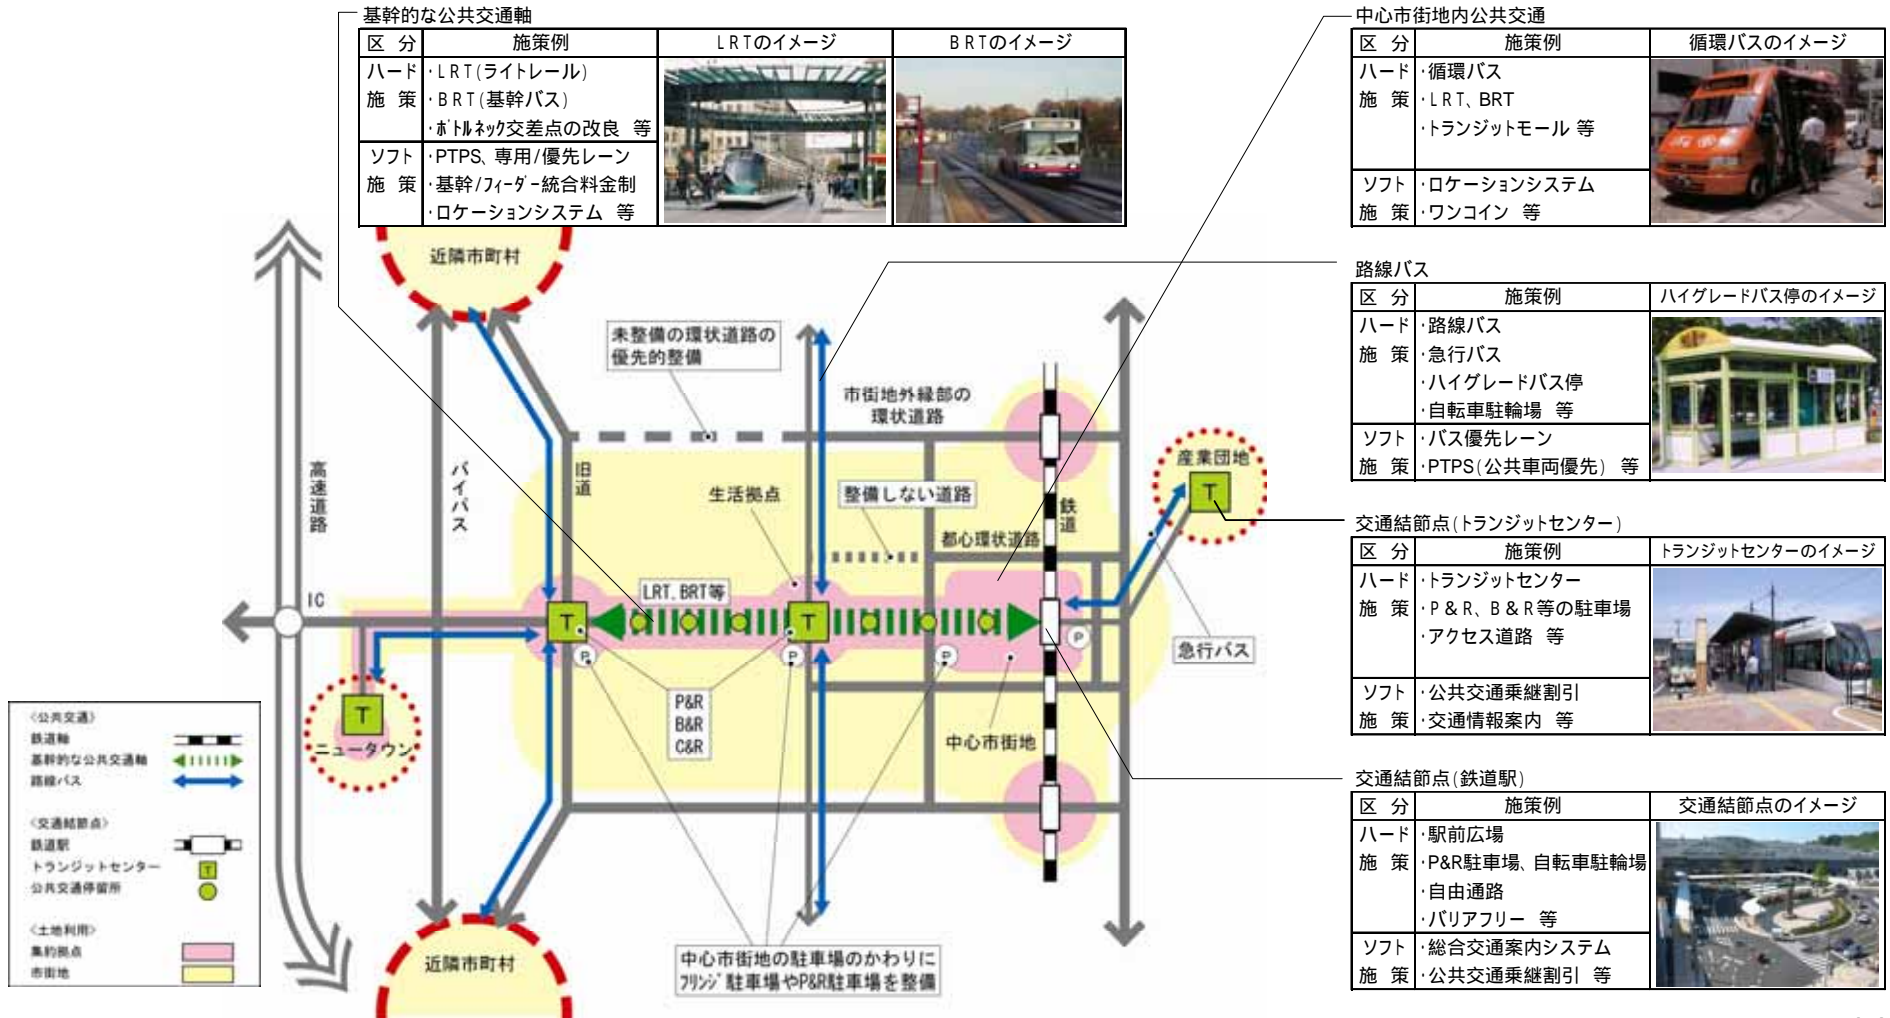 基幹的な公共交通軸
区 分 施策例 LRTのイメージ BRTのイメージ
ハード ・LRT(ライトレール)
施 策 ・BRT(基幹バス)
・ボトルネック交差点の改良 等
ソフト ・PTPS、専用/優先レーン
施 策 ・基幹/フィーダー統合料金制
・ロケーションシステム 等
中心市街地内公共交通
区 分 施策例 循環バスのイメージ
ハード ・循環バス
施 策 ・LRT、BRT
・トランジットモール 等
ソフト ・ロケーションシステム
施 策 ・ワンコイン 等
路線バス
区 分 施策例 ハイグレードバス停のイメージ
ハード ・路線バス
施 策 ・急行バス
・ハイグレードバス停
・自転車駐輪場 等
ソフト ・バス優先レーン
施 策 ・PTPS(公共車両優先) 等
交通結節点(トランジットセンター)
区 分 施策例 トランジットセンターのイメージ
ハード ・トランジットセンター
施 策 ・P&R、B&R等の駐車場
・アクセス道路 等
ソフト ・公共交通乗継割引
施 策 ・交通情報案内 等
交通結節点(鉄道駅)
区 分 施策例 交通結節点のイメージ
ハード ・駅前広場
施 策 ・P&R駐車場、自転車駐輪場
・自由通路
・バリアフリー 等
ソフト ・総合交通案内システム
施 策 ・公共交通乗継割引 等
近隣市町村
未整備の環状道路の
優先的整備
市街地外縁部の
環状道路
高速道路
バイパス
旧道
生活拠点
整備しない道路
鉄道
産業団地
T
都心環状道路
IC
LRT、BRT等
T
T
P
P
P
P
急行バス
P&R
B&R
C&R
中心市街地
T
ニュータウン
近隣市町村
中心市街地の駐車場のかわりに
フリンジ駐車場やP&R駐車場を整備
〈公共交通〉
鉄道軸
基幹的な公共交通軸
路線バス
〈交通結節点〉
鉄道駅
トランジットセンター T
公共交通停留所
〈土地利用〉
集約拠点
市街地